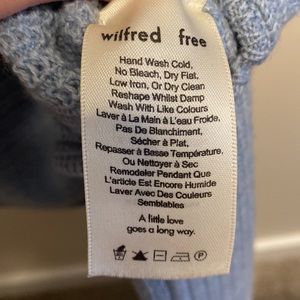 wilfred free
Hand Wash Cold,
No Bleach, Dry Flat,
Low Iron, Or Dry Clean
Reshape Whilst Damp
Wash With Like Colours
Laver à La Main à L'eau Froide,
Pas De Blanchiment,
Sécher à Plat,
Repasser à Basse Température,
Ou Nettoyer à Sec
Remodeler Pendant Que
L'article Est Encore Humide
Laver Avec Des Couleurs
Semblables
A little love
goes a long way.